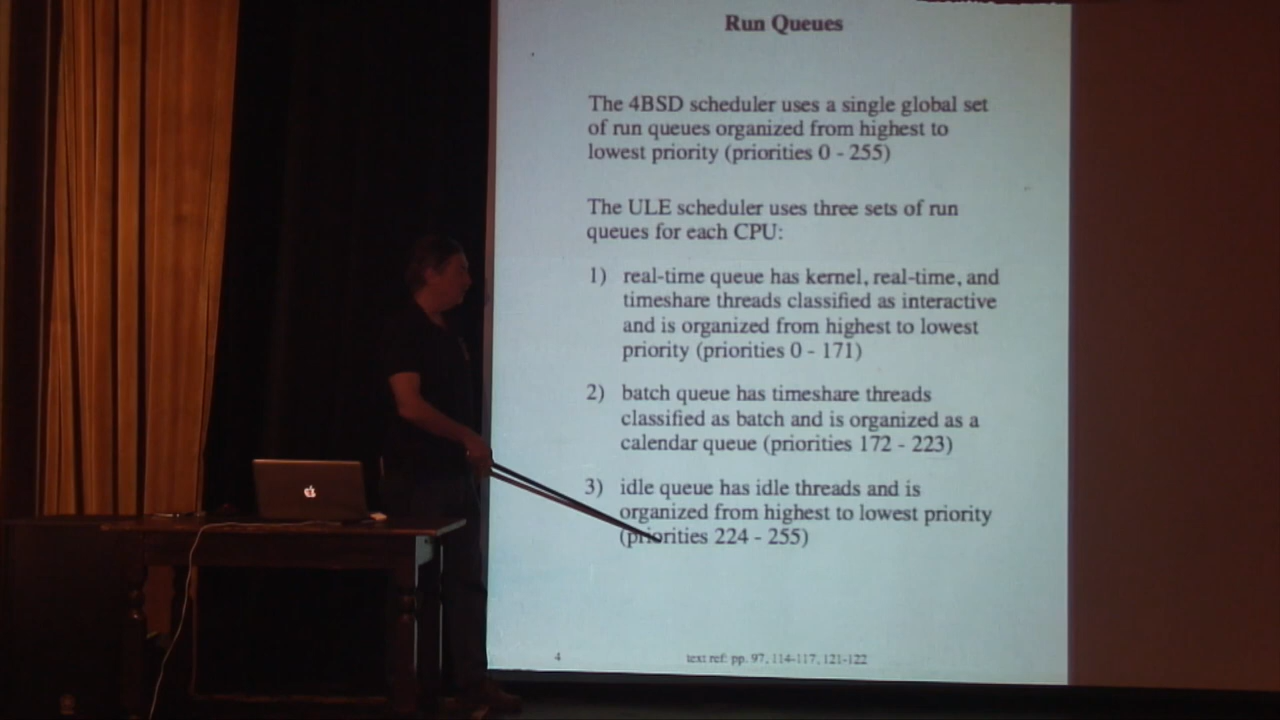 Run Queues
The 4BSD scheduler uses a single global set
of run queues organized from highest to
lowest priority (priorities 0 - 255)
The ULE scheduler uses three sets of run
queues for each CPU:
1) real-time queue has kernel, real-time, and
timeshare threads classified as interactive
and is organized from highest to lowest
priority (priorities 0 - 171)
2) batch queue has timeshare threads
classified as batch and is organized as a
calendar queue (priorities 172 - 223)
3) idle queue has idle threads and is
organized from highest to lowest priority
(priorities 224 - 255)
4 text ref: pp. 97, 114-117, 121-122